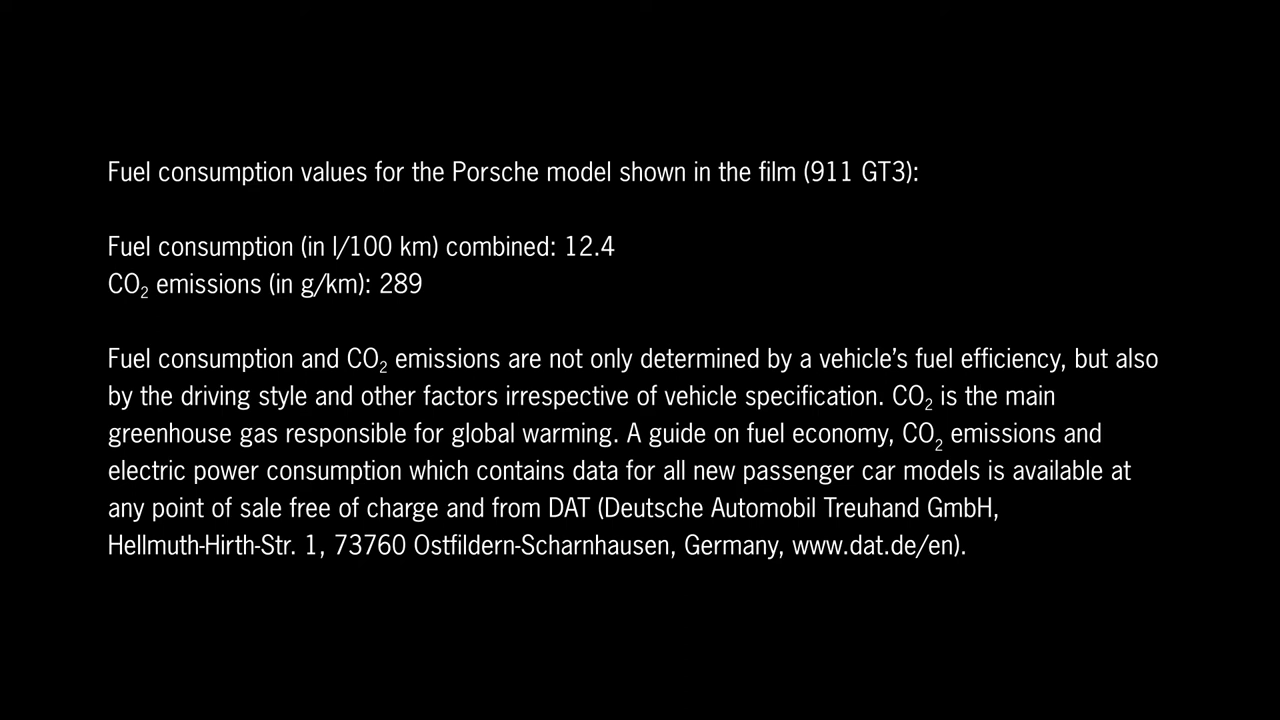 Fuel consumption values for the Porsche model shown in the film (911 GT3):
Fuel consumption (in l/100 km) combined: 12.4
CO₂ emissions (in g/km): 289
Fuel consumption and CO₂ emissions are not only determined by a vehicle’s fuel efficiency, but also
by the driving style and other factors irrespective of vehicle specification. CO₂ is the main
greenhouse gas responsible for global warming. A guide on fuel economy, CO₂ emissions and
electric power consumption which contains data for all new passenger car models is available at
any point of sale free of charge and from DAT (Deutsche Automobil Treuhand GmbH,
Hellmuth-Hirth-Str. 1, 73760 Ostfildern-Scharnhausen, Germany, www.dat.de/en).